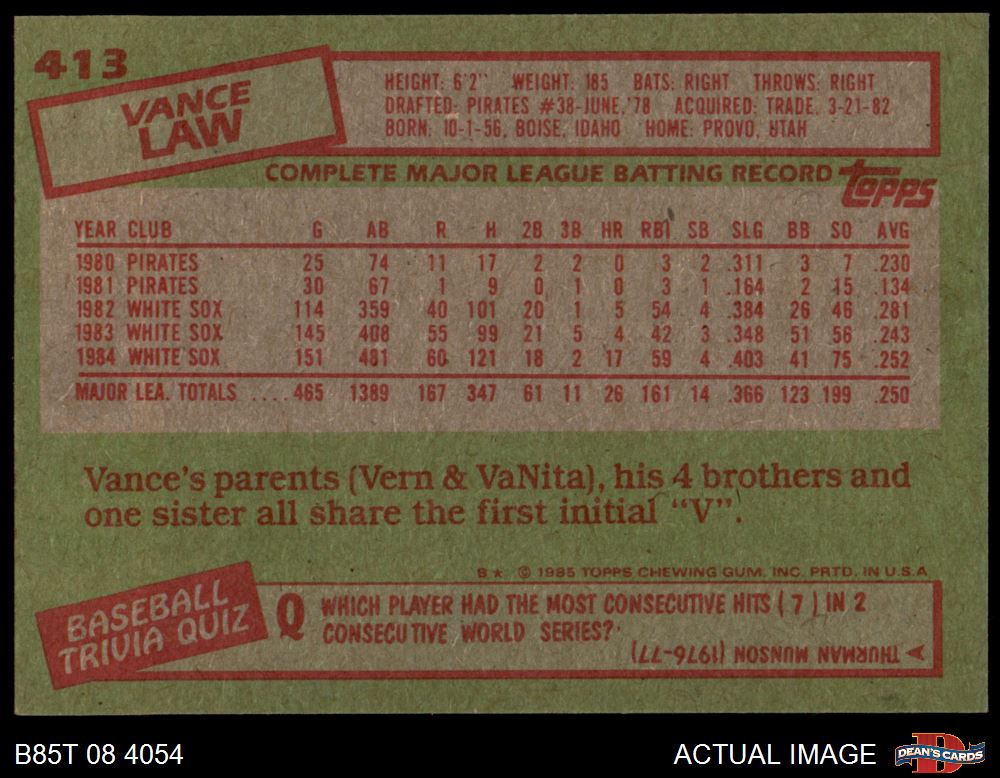 413
VANCE
LAW
HEIGHT: 6'2" WEIGHT: 185 BATS: RIGHT THROWS: RIGHT
DRAFTED: PIRATES #38-JUNE,'78 ACQUIRED: TRADE, 3-21-82
BORN: 10-1-56, BOISE, IDAHO HOME: PROVO, UTAH
COMPLETE MAJOR LEAGUE BATTING RECORD
Topps
YEAR CLUB G AB R H 2B 3B HR RBI SB SLG BB SO AVG
1980 PIRATES 25 74 11 17 2 2 0 3 2 .311 3 7 .230
1981 PIRATES 30 67 1 9 0 1 0 3 1 .164 2 15 .134
1982 WHITE SOX 114 359 40 101 20 1 5 54 4 .384 26 46 .281
1983 WHITE SOX 145 408 55 99 21 5 4 42 3 .348 51 56 .243
1984 WHITE SOX 151 481 60 121 18 2 17 59 4 .403 41 75 .252
MAJOR LEA. TOTALS ....465 1389 167 347 61 11 26 161 14 .366 123 199 .250
Vance's parents (Vern & VaNita), his 4 brothers and
one sister all share the first initial "V".
B★ © 1985 TOPPS CHEWING GUM, INC. PRTD. IN U.S.A
BASEBALL
TRIVIA QUIZ
Q WHICH PLAYER HAD THE MOST CONSECUTIVE HITS (7) IN 2
CONSECUTIVE WORLD SERIES?
THURMAN MUNSON (1976-77)
B85T 08 4054
ACTUAL IMAGE
DEAN'S CARDS